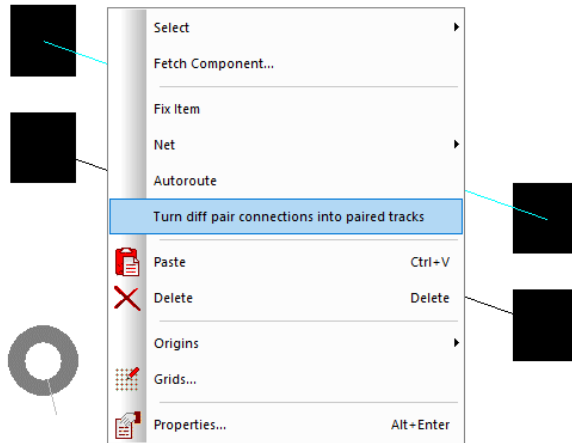 Select
Fetch Component...
Fix Item
Net
Autoroute
Turn diff pair connections into paired tracks
Paste Ctrl+V
Delete Delete
Origins
Grids...
Properties... Alt+Enter